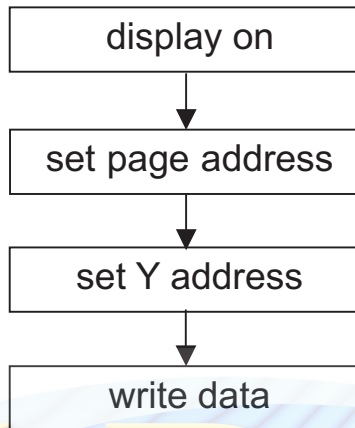 display on
set page address
set Y address
write data